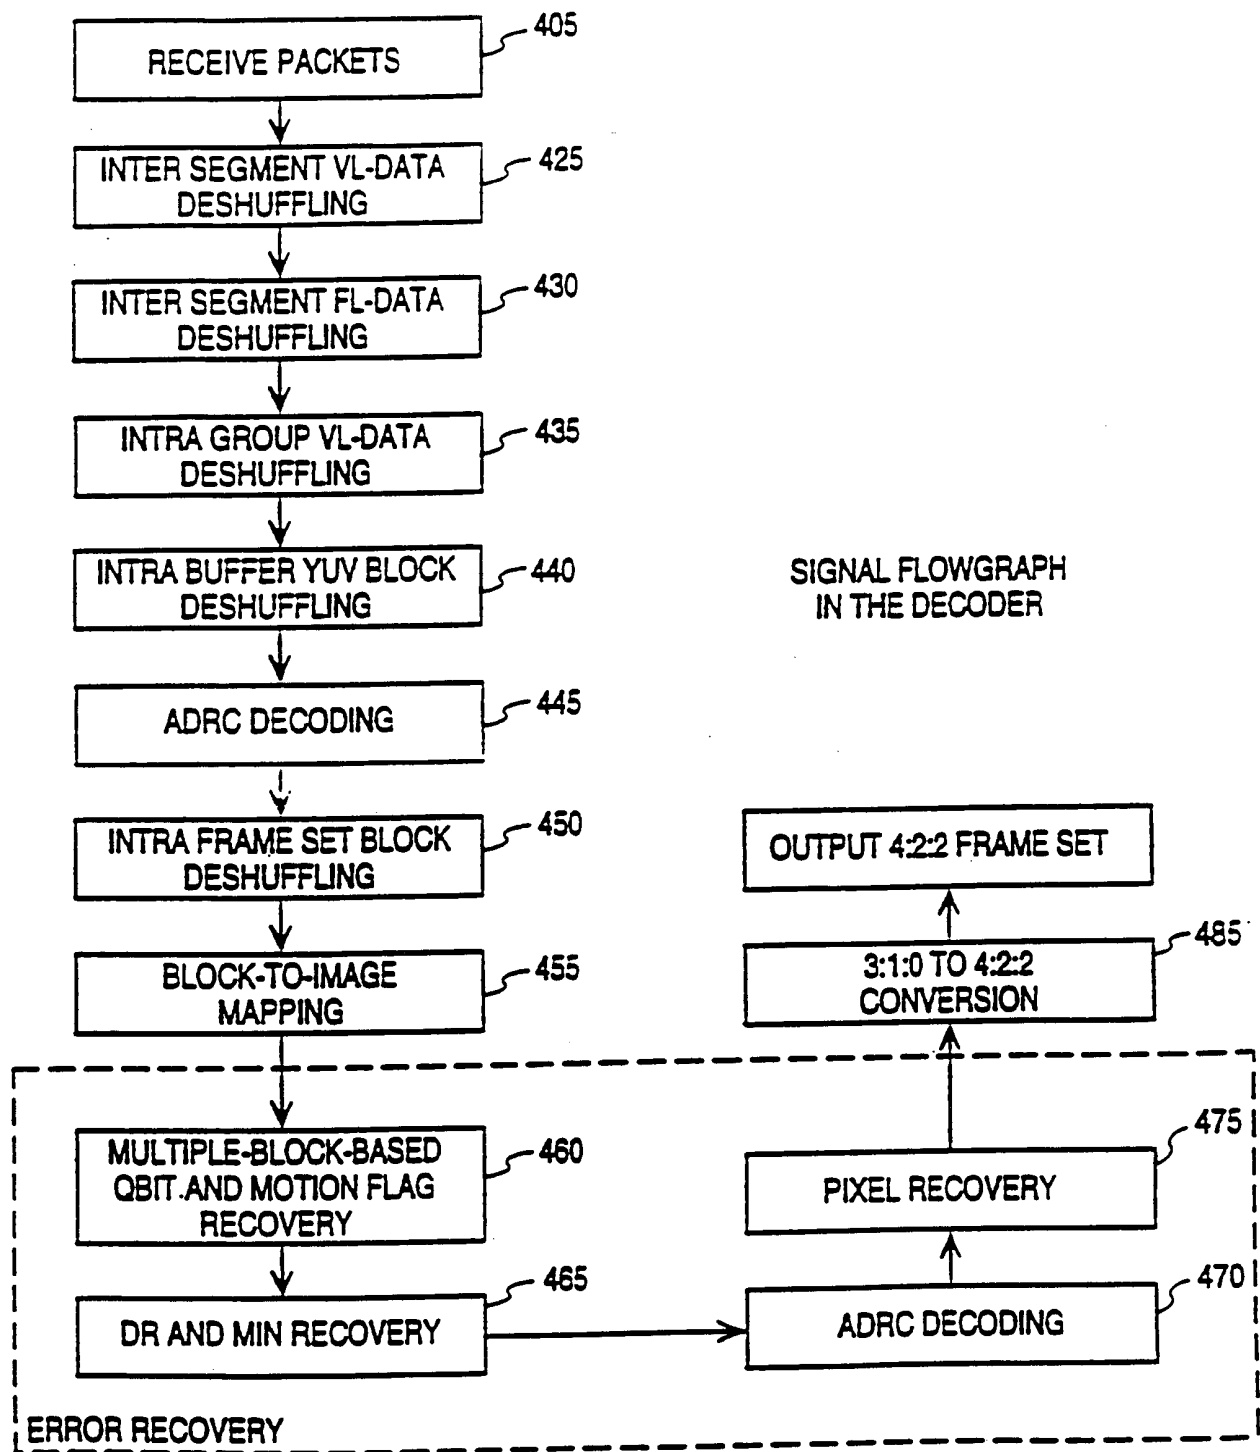 RECEIVE PACKETS
405
INTER SEGMENT VL-DATA
DESHUFFLING
425
INTER SEGMENT FL-DATA
DESHUFFLING
430
INTRA GROUP VL-DATA
DESHUFFLING
435
INTRA BUFFER YUV BLOCK
DESHUFFLING
440
SIGNAL FLOWGRAPH
IN THE DECODER
ADRC DECODING
445
INTRA FRAME SET BLOCK
DESHUFFLING
450
BLOCK-TO-IMAGE
MAPPING
455
MULTIPLE-BLOCK-BASED
QBIT AND MOTION FLAG
RECOVERY
460
DR AND MIN RECOVERY
465
ADRC DECODING
470
PIXEL RECOVERY
475
3:1:0 TO 4:2:2
CONVERSION
485
OUTPUT 4:2:2 FRAME SET
ERROR RECOVERY